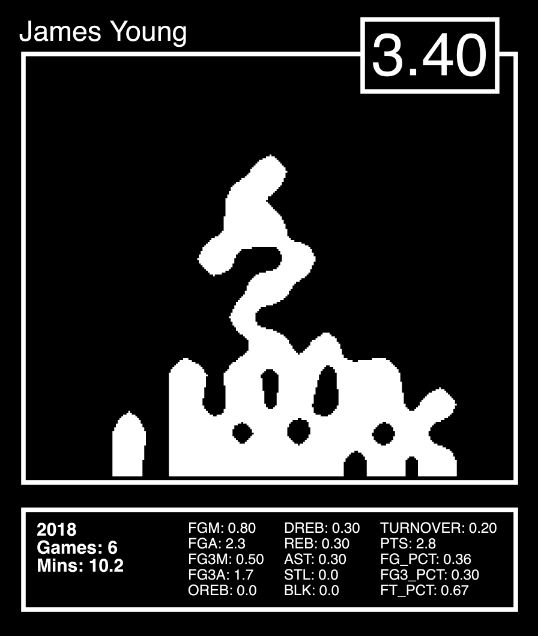 James Young
3.40
2018
Games: 6
Mins: 10.2
FGM: 0.80
FGA: 2.3
FG3M: 0.50
FG3A: 1.7
OREB: 0.0
DREB: 0.30
REB: 0.30
AST: 0.30
STL: 0.0
BLK: 0.0
TURNOVER: 0.20
PTS: 2.8
FG_PCT: 0.36
FG3_PCT: 0.30
FT_PCT: 0.67